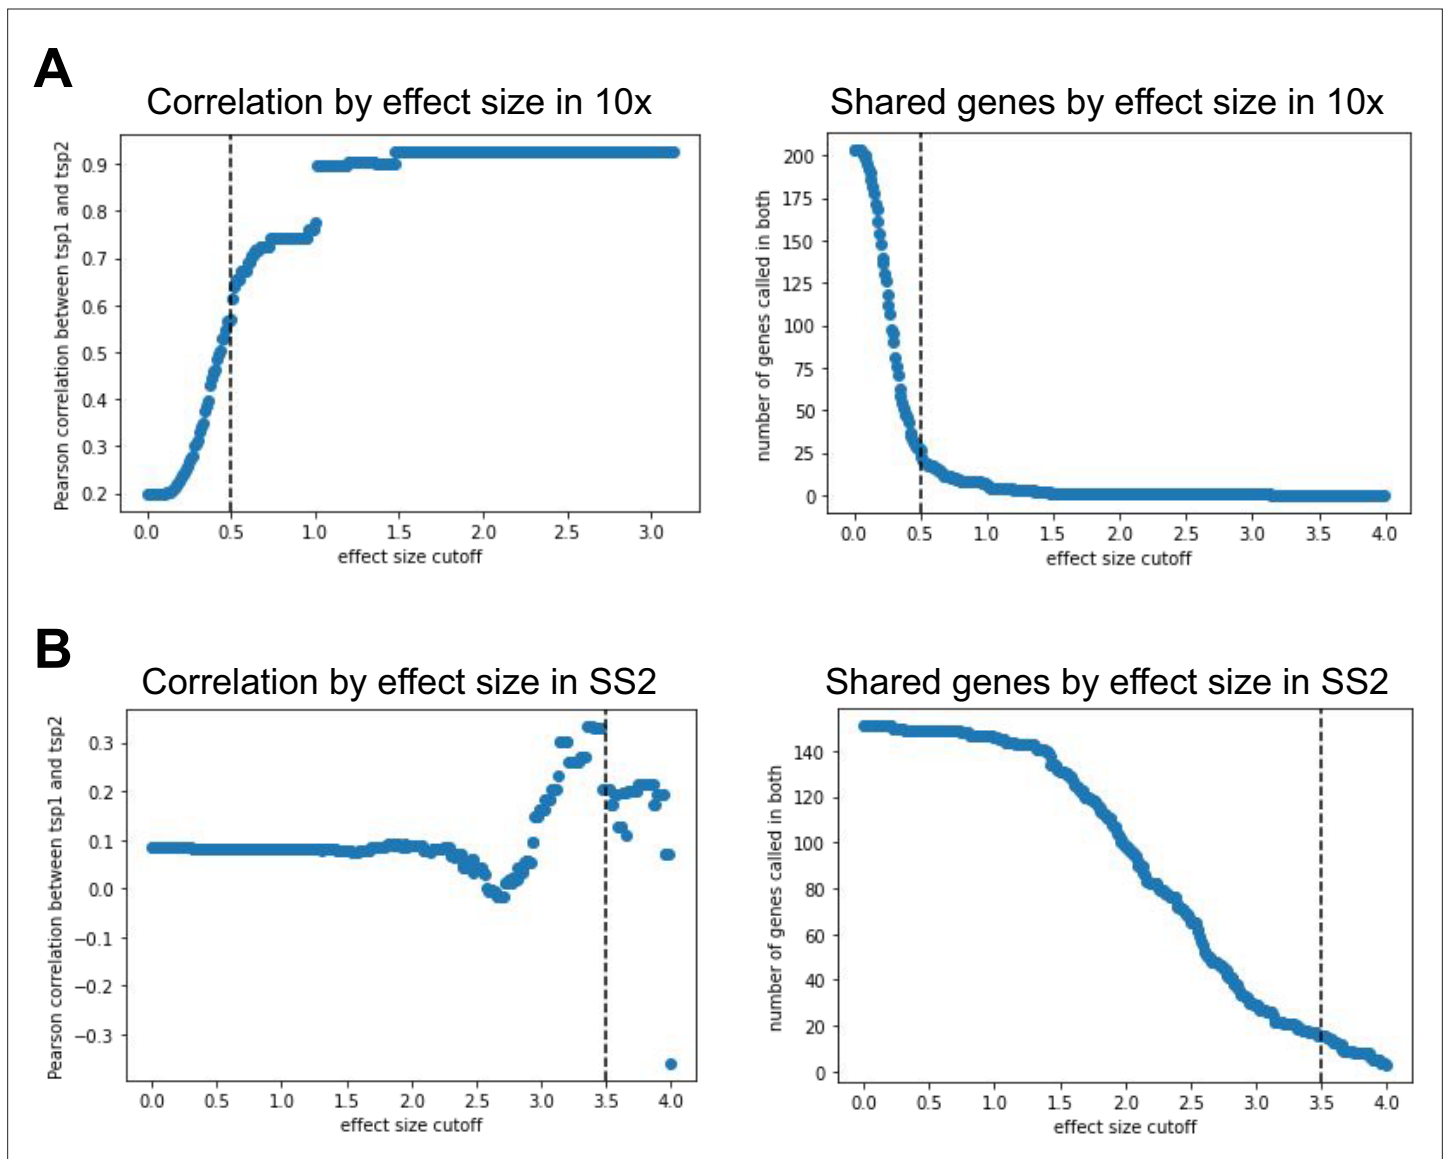 A
Correlation by effect size in 10x
Shared genes by effect size in 10x
Pearson correlation between tsp1 and tsp2
0.9
0.8
0.7
0.6
0.5
0.4
0.3
0.2
0.0 0.5 1.0 1.5 2.0 2.5 3.0
effect size cutoff
number of genes called in both
200
175
150
125
100
75
50
25
0
0.0 0.5 1.0 1.5 2.0 2.5 3.0 3.5 4.0
effect size cutoff
B
Correlation by effect size in SS2
Shared genes by effect size in SS2
Pearson correlation between tsp1 and tsp2
0.3
0.2
0.1
0.0
−0.1
−0.2
−0.3
0.0 0.5 1.0 1.5 2.0 2.5 3.0 3.5 4.0
effect size cutoff
number of genes called in both
140
120
100
80
60
40
20
0
0.0 0.5 1.0 1.5 2.0 2.5 3.0 3.5 4.0
effect size cutoff